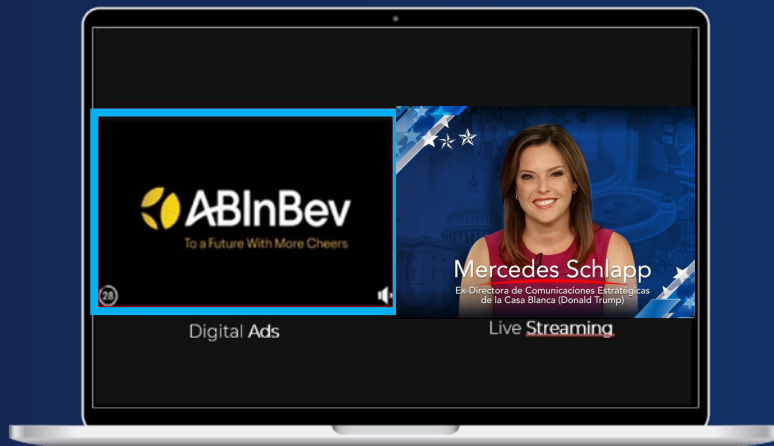 ABInBev
To a Future With More Cheers
28
Digital Ads
Mercedes Schlapp
Ex-Directora de Comunicaciones Estratégicas
de la Casa Blanca (Donald Trump)
Live Streaming